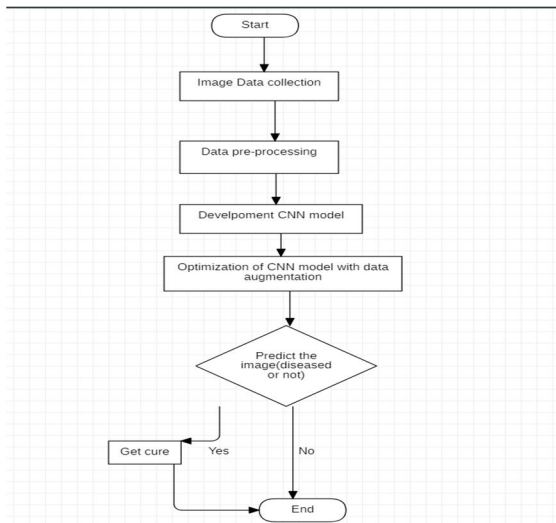 Start
Image Data collection
Data pre-processing
Develpoment CNN model
Optimization of CNN model with data
augmentation
Predict the
image(diseased
or not)
Get cure
Yes
No
End